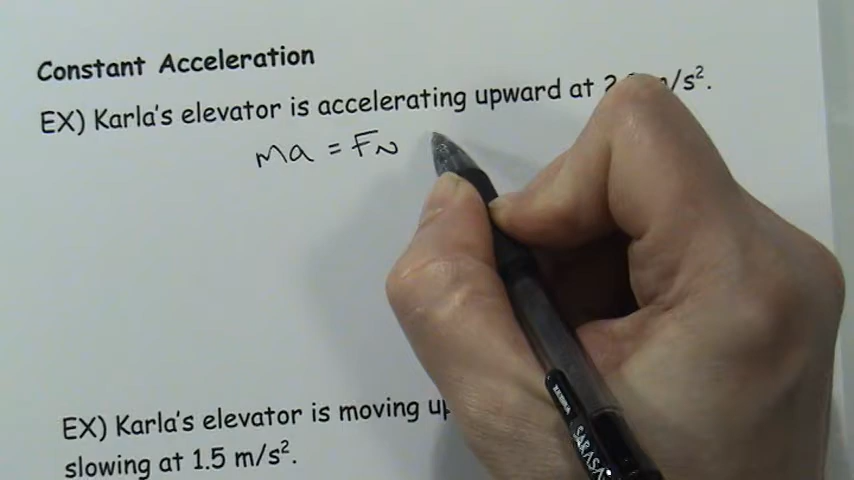 Constant Acceleration
EX) Karla's elevator is accelerating upward at /s².
ma = FN
EX) Karla's elevator is moving
slowing at 1.5 m/s².
ZEBRA
SARASA